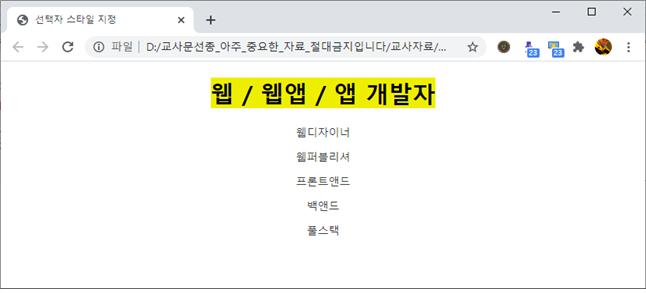 선택자 스타일 지정
파일 | D:/교사문선종_아주_중요한_자료_절대금지입니다/교사자료/...
23
23
웹 / 웹앱 / 앱 개발자
웹디자이너
웹퍼블리셔
프론트앤드
백앤드
풀스택